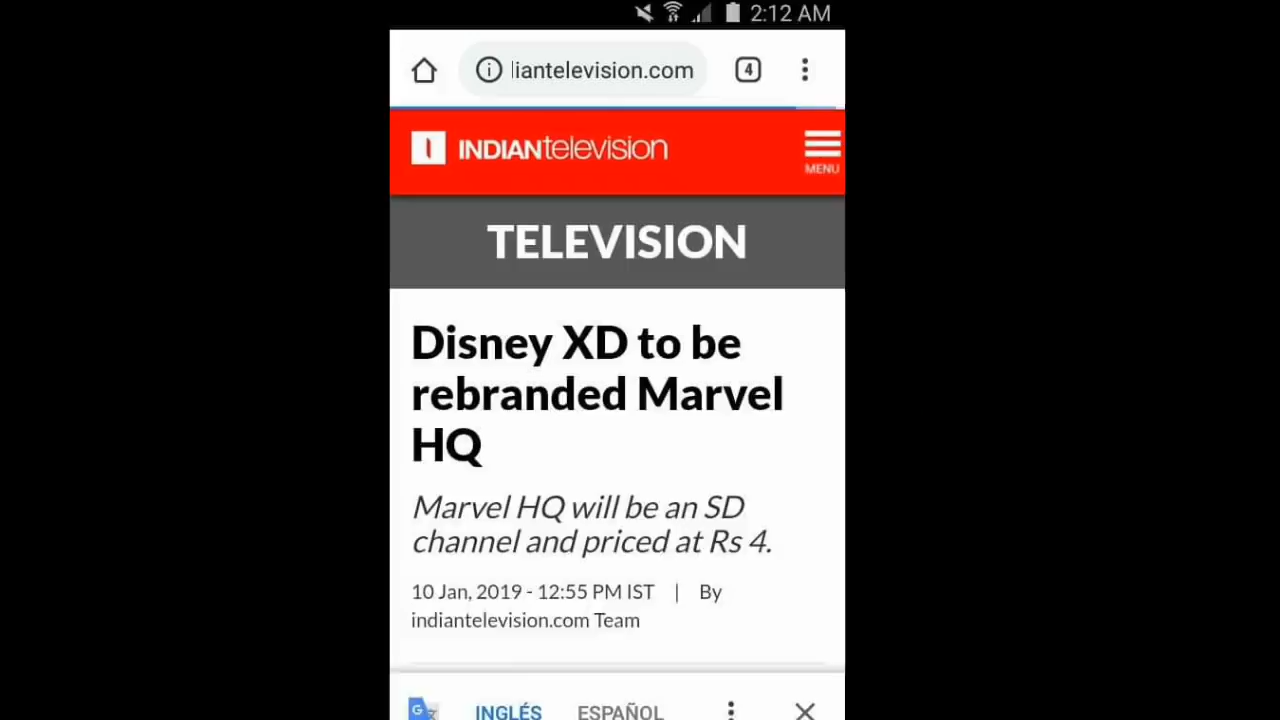 2:12 AM
liantelevision.com
4
INDIANtelevision
MENU
TELEVISION
Disney XD to be
rebranded Marvel
HQ
Marvel HQ will be an SD
channel and priced at Rs 4.
10 Jan, 2019 - 12:55 PM IST | By
indiantelevision.com Team
INGLÉS ESPAÑOL